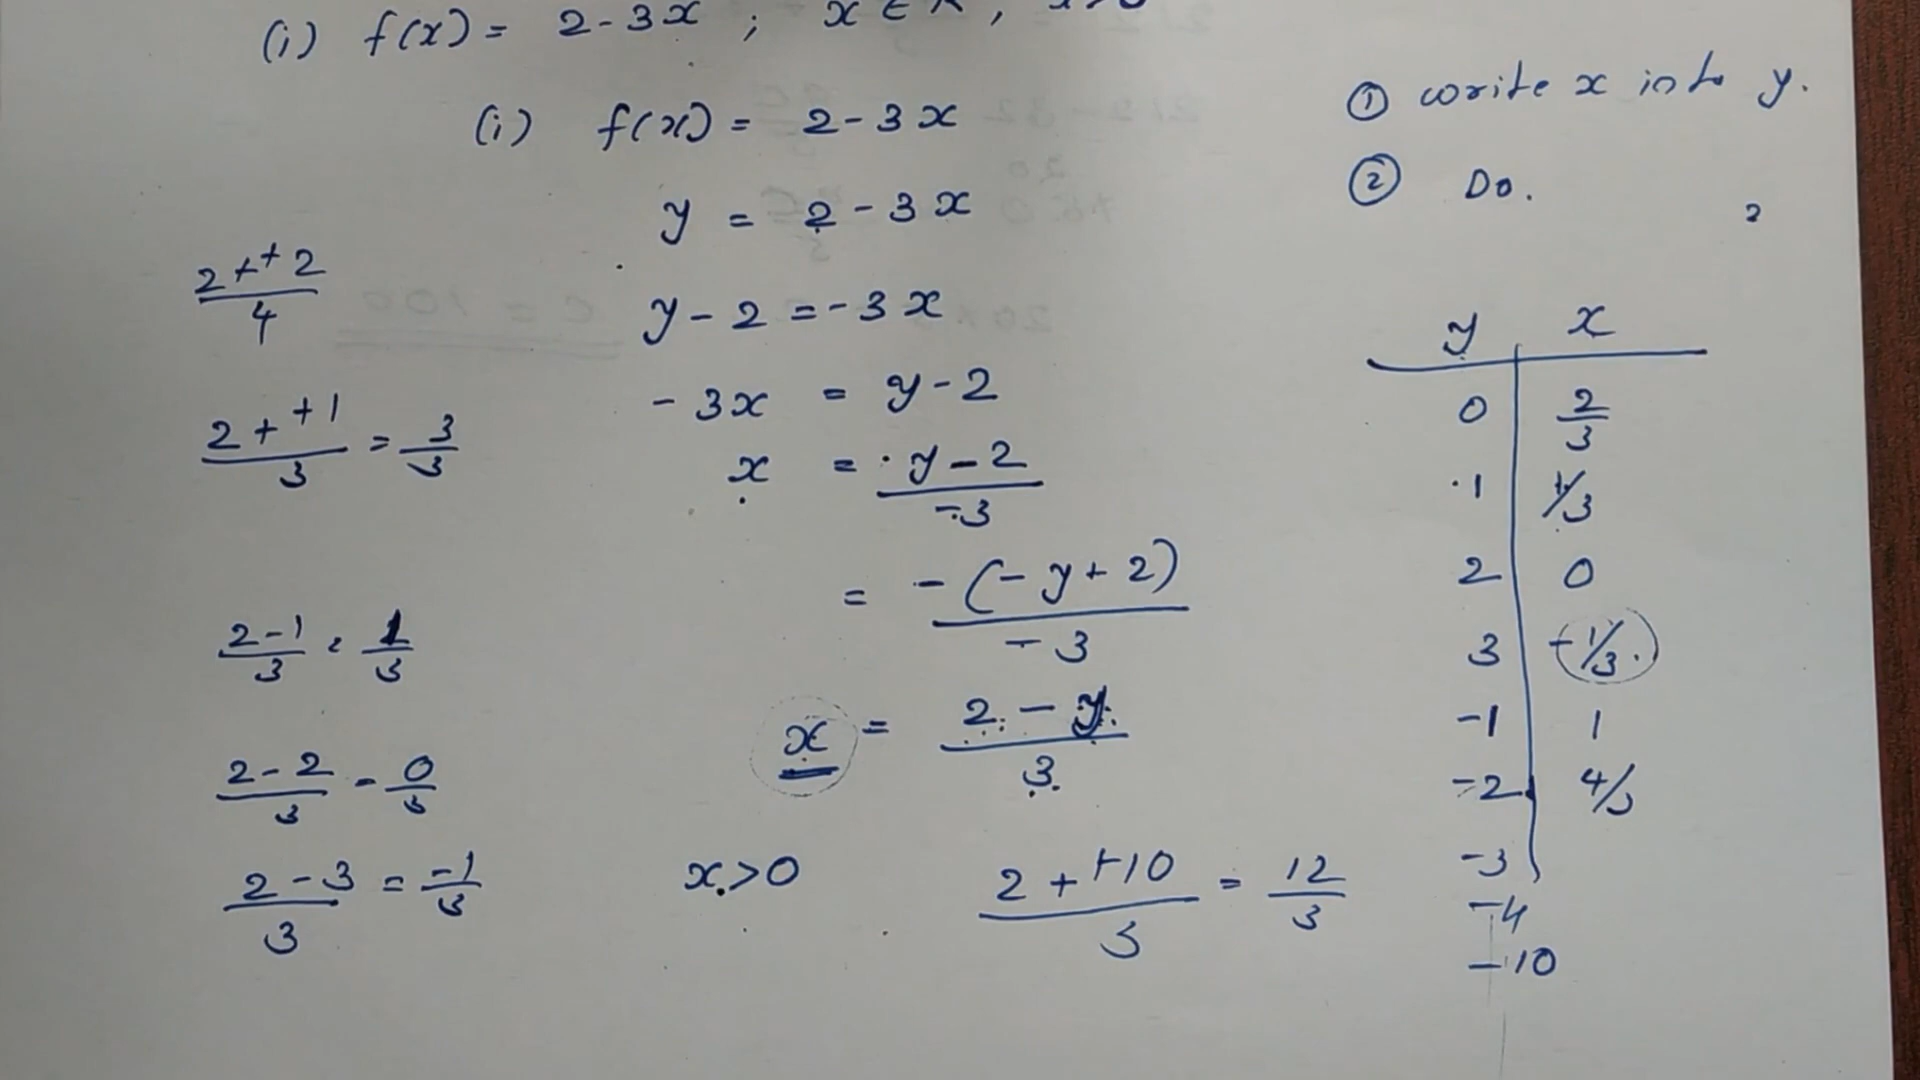 (i) f(x) = 2-3x ; x ∈ R, x>0
(i) f(x) = 2-3x
y = 2-3x
y-2 = -3x
-3x = y-2
x = y-2 / -3
= -(-y+2) / -3
x = 2-y / 3
x>0
2++10 / 3 = 12/3
2++2 / 4
2++1 / 3 = 3/3
2-1 / 3 = 1/3
2-2 / 3 = 0/3
2-3 / 3 = -1/3
① write x into y.
② Do.
y x
0 2/3
1 1/3
2 0
3 -1/3
-1 1
-2 4/3
-3
-4
-10